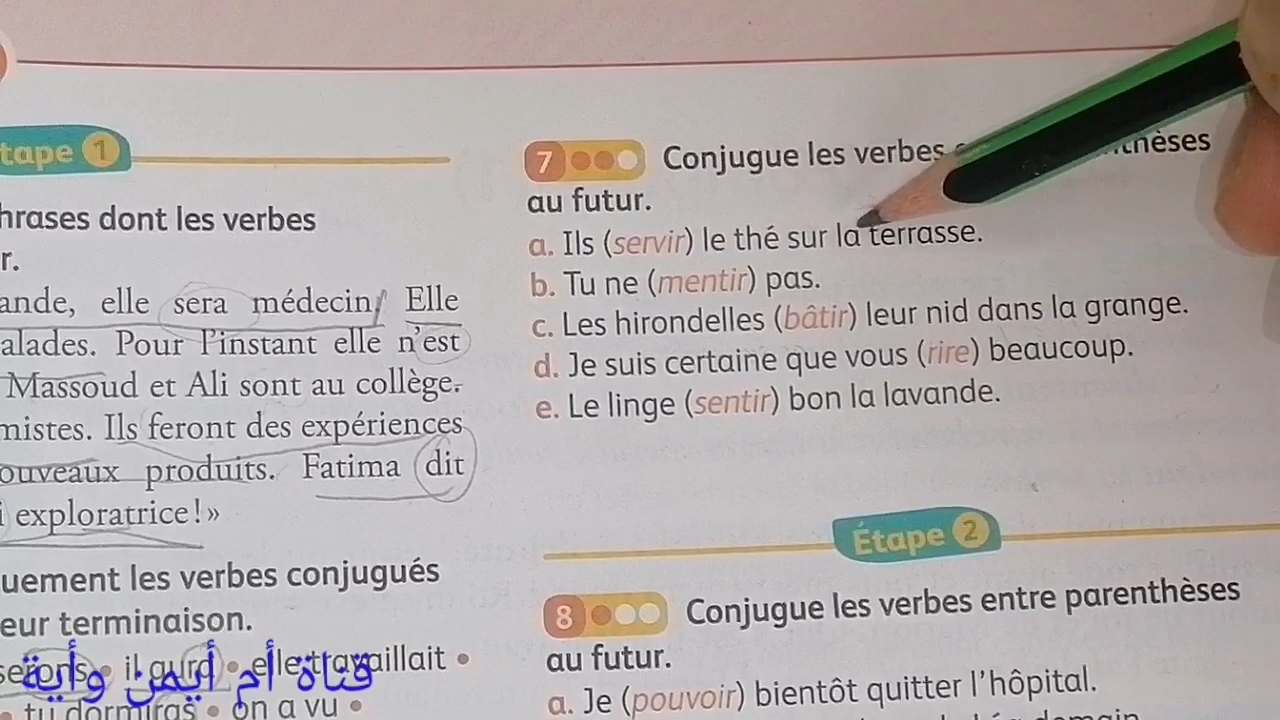 tape 1
hrases dont les verbes
r.
ande, elle sera médecin Elle
alades. Pour l'instant elle n'est
Massoud et Ali sont au collège.
mistes. Ils feront des expériences
ouveaux produits. Fatima dit
i exploratrice ! »
uement les verbes conjugués
eur terminaison.
serons • il gurd • elle travaillait •
tu dormiras • on a vu •
قناة أم أيمن وأية
7 Conjugue les verbes nthèses
au futur.
a. Ils (servir) le thé sur la terrasse.
b. Tu ne (mentir) pas.
c. Les hirondelles (bâtir) leur nid dans la grange.
d. Je suis certaine que vous (rire) beaucoup.
e. Le linge (sentir) bon la lavande.
Étape 2
8 Conjugue les verbes entre parenthèses
au futur.
a. Je (pouvoir) bientôt quitter l'hôpital.